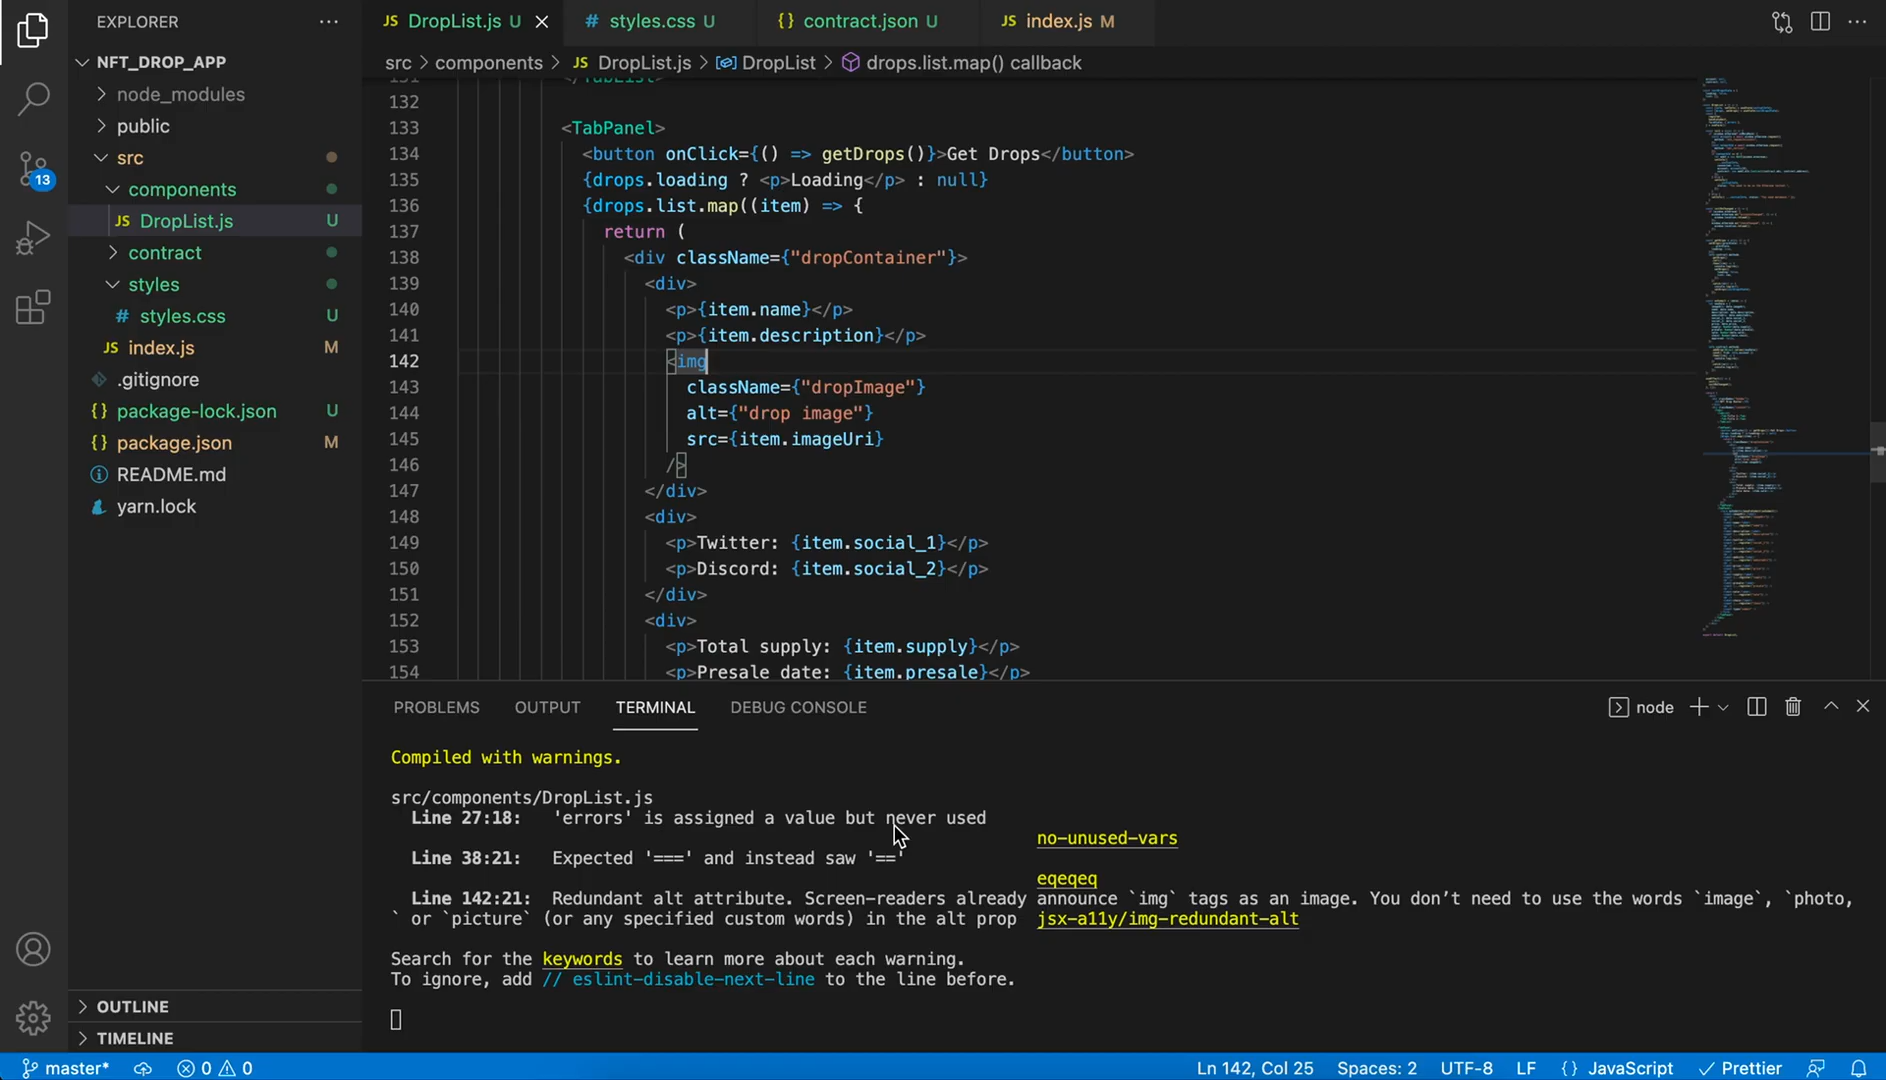 EXPLORER
NFT_DROP_APP
node_modules
public
src
components
JS DropList.js U
contract
styles
# styles.css U
JS index.js M
.gitignore
{} package-lock.json U
{} package.json M
README.md
yarn.lock
OUTLINE
TIMELINE
13
JS DropList.js U
# styles.css U
{} contract.json U
JS index.js M
src > components > JS DropList.js > DropList > drops.list.map() callback
131 </TabList>
132
133 <TabPanel>
134 <button onClick={() => getDrops()}>Get Drops</button>
135 {drops.loading ? <p>Loading</p> : null}
136 {drops.list.map((item) => {
137 return (
138 <div className={"dropContainer"}>
139 <div>
140 <p>{item.name}</p>
141 <p>{item.description}</p>
142 <img
143 className={"dropImage"}
144 alt={"drop image"}
145 src={item.imageUri}
146 />
147 </div>
148 <div>
149 <p>Twitter: {item.social_1}</p>
150 <p>Discord: {item.social_2}</p>
151 </div>
152 <div>
153 <p>Total supply: {item.supply}</p>
154 <p>Presale date: {item.presale}</p>
PROBLEMS OUTPUT TERMINAL DEBUG CONSOLE
node
Compiled with warnings.
src/components/DropList.js
Line 27:18: 'errors' is assigned a value but never used
no-unused-vars
Line 38:21: Expected '===' and instead saw '=='
eqeqeq
Line 142:21: Redundant alt attribute. Screen-readers already announce `img` tags as an image. You don’t need to use the words `image`, `photo,
` or `picture` (or any specified custom words) in the alt prop jsx-a11y/img-redundant-alt
Search for the keywords to learn more about each warning.
To ignore, add // eslint-disable-next-line to the line before.
master* 0 0 Ln 142, Col 25 Spaces: 2 UTF-8 LF {} JavaScript Prettier